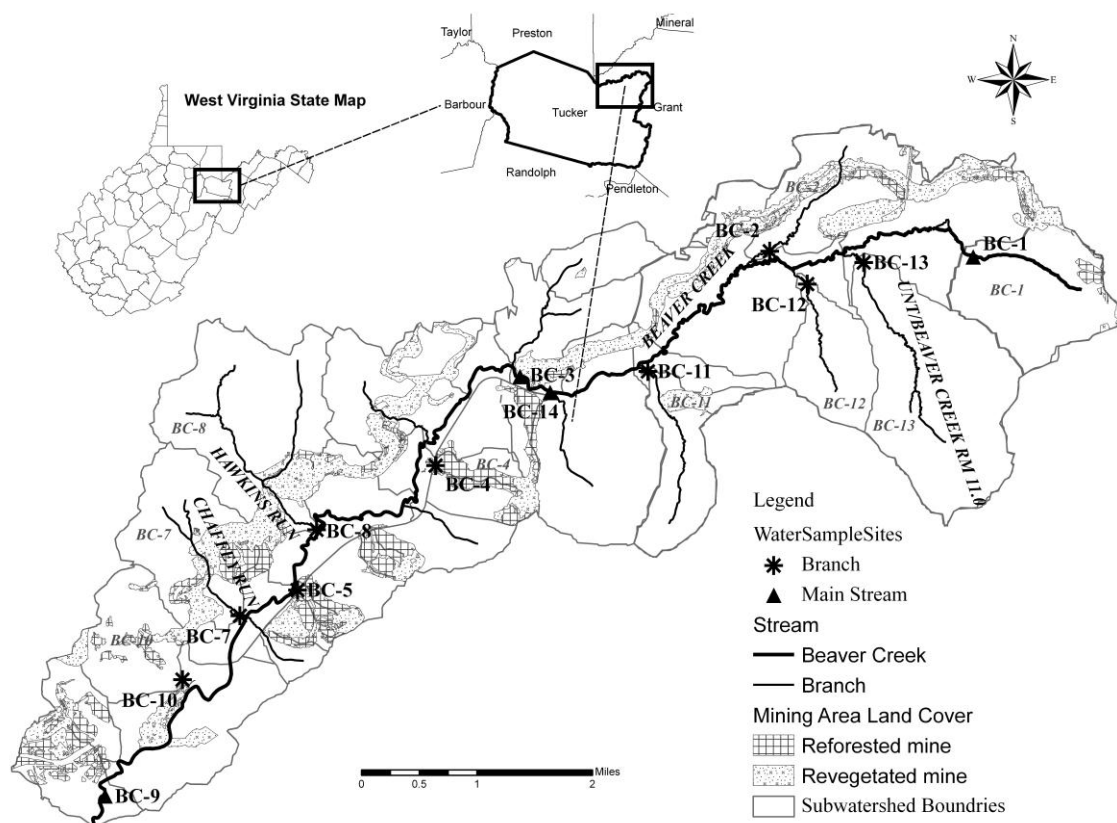 Taylor
Preston
Mineral
West Virginia State Map
Barbour
Tucker
Grant
Randolph
Pendleton
N
W
E
S
BC-2
BC-2
BEAVER CREEK
BC-1
BC-13
BC-1
BC-12
UNT/BEAVER CREEK RM 11.0
BC-3
BC-11
BC-14
BC-11
BC-12
BC-13
BC-8
BC-4
BC-4
HAWKINS RUN
BC-8
BC-7
CHAFFEY RUN
BC-5
BC-7
BC-10
BC-10
BC-9
Miles
0 0.5 1 2
Legend
WaterSampleSites
Branch
Main Stream
Stream
Beaver Creek
Branch
Mining Area Land Cover
Reforested mine
Revegetated mine
Subwatershed Boundries